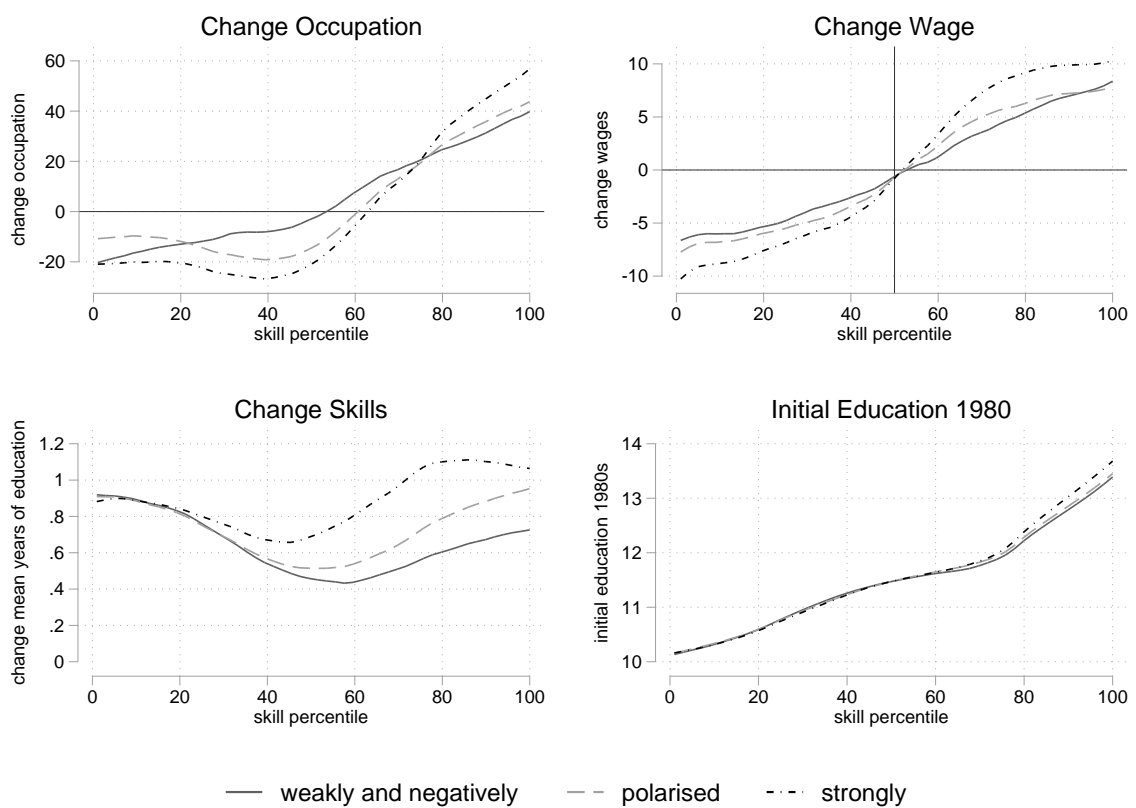 Change Occupation
60
40
20
0
-20
change occupation
0 20 40 60 80 100
skill percentile
Change Wage
10
5
0
-5
-10
change wages
0 20 40 60 80 100
skill percentile
Change Skills
1.2
1
.8
.6
.4
.2
0
change mean years of education
0 20 40 60 80 100
skill percentile
Initial Education 1980
14
13
12
11
10
initial education 1980s
0 20 40 60 80 100
skill percentile
weakly and negatively polarised strongly